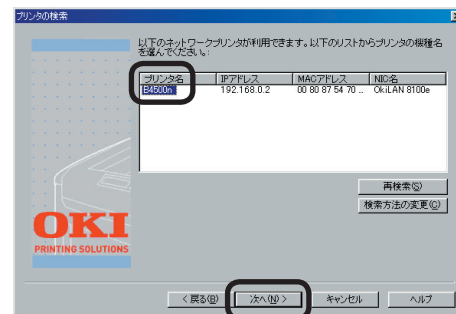 プリンタの検索
以下のネットワークプリンタが利用できます。以下のリストからプリンタの機種名
を選んでください。:
プリンタ名 IPアドレス MACアドレス NIC名
B4500n 192.168.0.2 00 80 87 54 70 ... OkiLAN 8100e
再検索(S)
検索方法の変更(C)
OKI
PRINTING SOLUTIONS
< 戻る(B) 次へ(N) > キャンセル ヘルプ